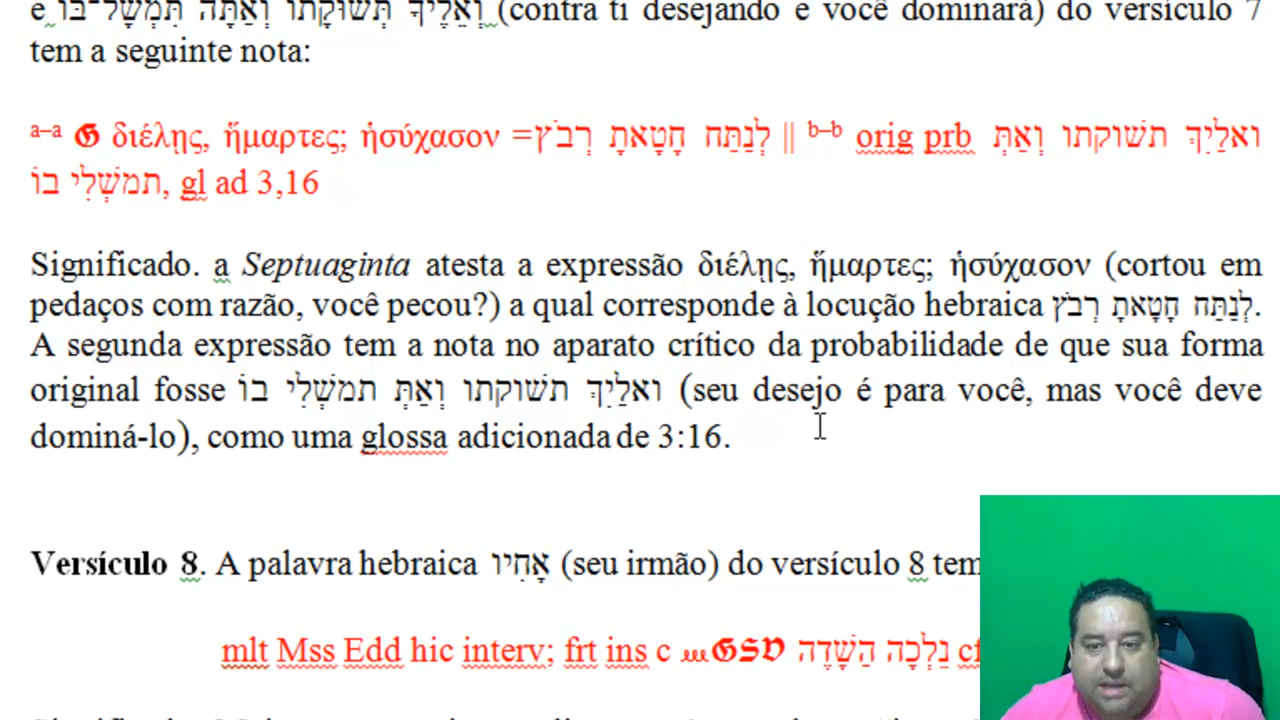 e וְאֵלֶיךָ תְּשׁוּקָתוֹ וְאַתָּה תִּמְשָׁל־בּוֹ (contra ti desejando e você dominará) do versículo 7
tem a seguinte nota:
a–a 𝕲 διέλῃς, ἥμαρτες; ἡσύχασον =לְנַתַּח חָטָאתָ רְבֹץ || b–b orig prb ואלַיִךְ תשׁוקתו וְאַתְּ
תמשְׁלִי בוֹ, gl ad 3,16
Significado. a Septuaginta atesta a expressão διέλῃς, ἥμαρτες; ἡσύχασον (cortou em
pedaços com razão, você pecou?) a qual corresponde à locução hebraica לְנַתַּח חָטָאתָ רְבֹץ.
A segunda expressão tem a nota no aparato crítico da probabilidade de que sua forma
original fosse ואלַיִךְ תשׁוקתו וְאַתְּ תמשְׁלִי בוֹ (seu desejo é para você, mas você deve
dominá-lo), como uma glossa adicionada de 3:16.
Versículo 8. A palavra hebraica אָחִיו (seu irmão) do versículo 8 tem
mlt Mss Edd hic interv; frt ins c ⅏𝕲𝕾𝖁 נֵלְכָה הַשָּׂדֶה cf